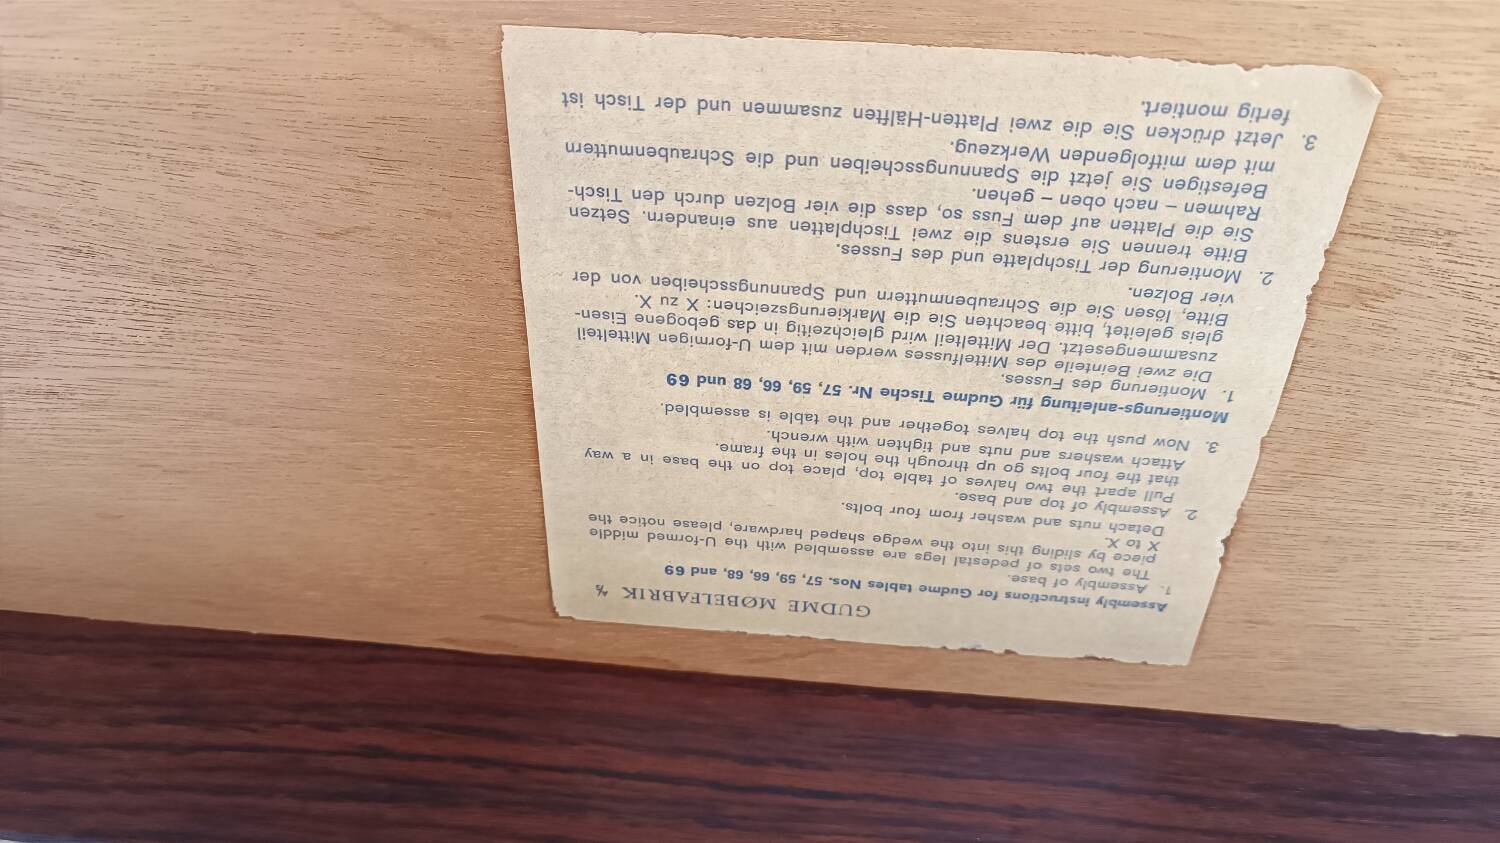 GUDME MØBELFABRIK A/S
Assembly instructions for Gudme tables Nos. 57, 59, 66, 68, and 69
1. Assembly of base.
The two sets of pedestal legs are assembled with the U-formed middle
piece by sliding this into the wedge shaped hardware, please notice the
X to X.
Detach nuts and washer from four bolts.
2. Assembly of top and base.
Pull apart the two halves of table top, place top on the base in a way
that the four bolts go up through the holes in the frame.
Attach washers and nuts and tighten with wrench.
3. Now push the top halves together and the table is assembled.
Montierungs-anleitung für Gudme Tische Nr. 57, 59, 66, 68 und 69
1. Montierung des Fusses.
Die zwei Beinteile des Mittelfusses werden mit dem U-formigen Mittelteil
zusammengesetzt. Der Mittelteil wird gleichzeitig in das gebogene Eisen-
gleis geleitet, bitte beachten Sie die Markierungszeichen: X zu X.
Bitte, lösen Sie die Schraubenmuttern und Spannungsscheiben von der
vier Bolzen.
2. Montierung der Tischplatte und des Fusses.
Bitte trennen Sie erstens die zwei Tischplatten aus einandern. Setzen
Sie die Platten auf dem Fuss so, dass die vier Bolzen durch den Tisch-
Rahmen – nach oben – gehen.
Befestigen Sie jetzt die Spannungsscheiben und die Schraubenmuttern
mit dem mitfolgenden Werkzeug.
3. Jetzt drücken Sie die zwei Platten-Hälften zusammen und der Tisch ist
fertig montiert.